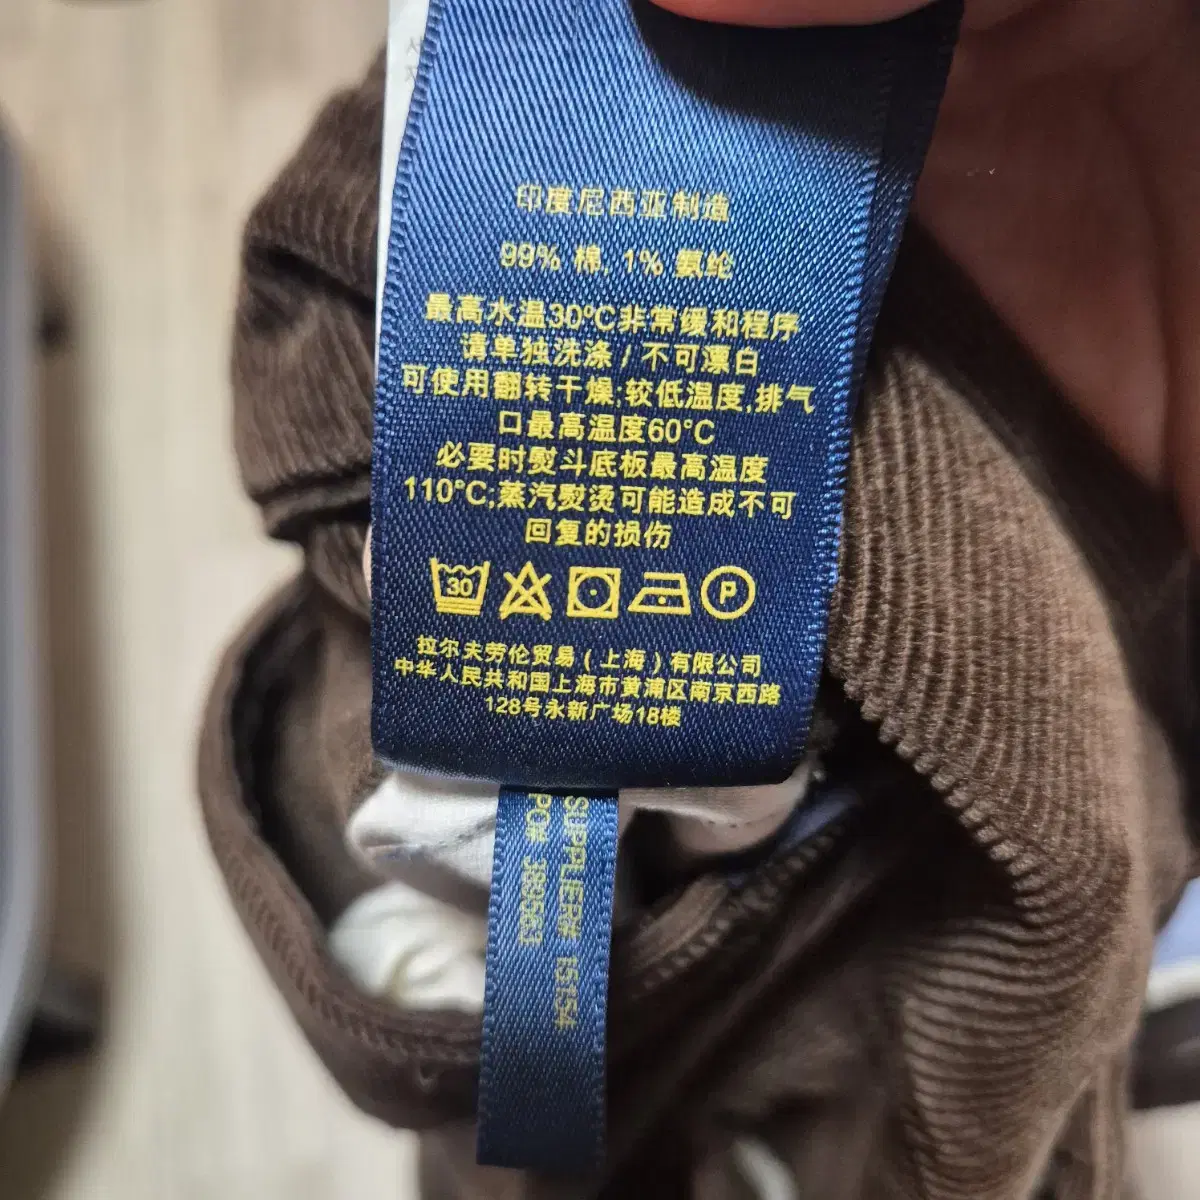 印度尼西亚制造
99% 棉, 1% 氨纶
最高水温30ºC非常缓和程序
请单独洗涤 / 不可漂白
可使用翻转干燥;较低温度,排气
口最高温度60°C
必要时熨斗底板最高温度
110°C;蒸汽熨烫可能造成不可
回复的损伤
30
P
拉尔夫劳伦贸易（上海）有限公司
中华人民共和国上海市黄浦区南京西路
128号永新广场18楼
SUPPLIER# 15154
PO# 388563